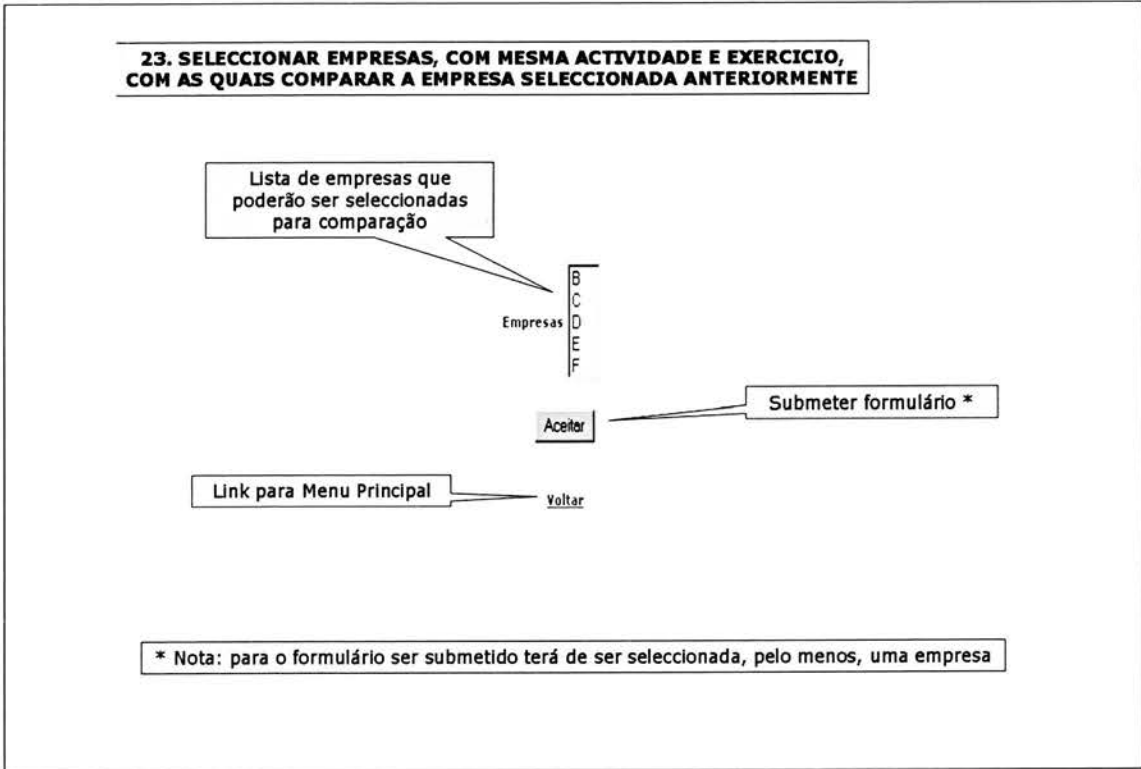 23. SELECCIONAR EMPRESAS, COM MESMA ACTIVIDADE E EXERCICIO,
COM AS QUAIS COMPARAR A EMPRESA SELECCIONADA ANTERIORMENTE
Lista de empresas que
poderão ser seleccionadas
para comparação
B
C
Empresas D
E
F
Submeter formulário *
Aceitar
Link para Menu Principal
Voltar
* Nota: para o formulário ser submetido terá de ser seleccionada, pelo menos, uma empresa